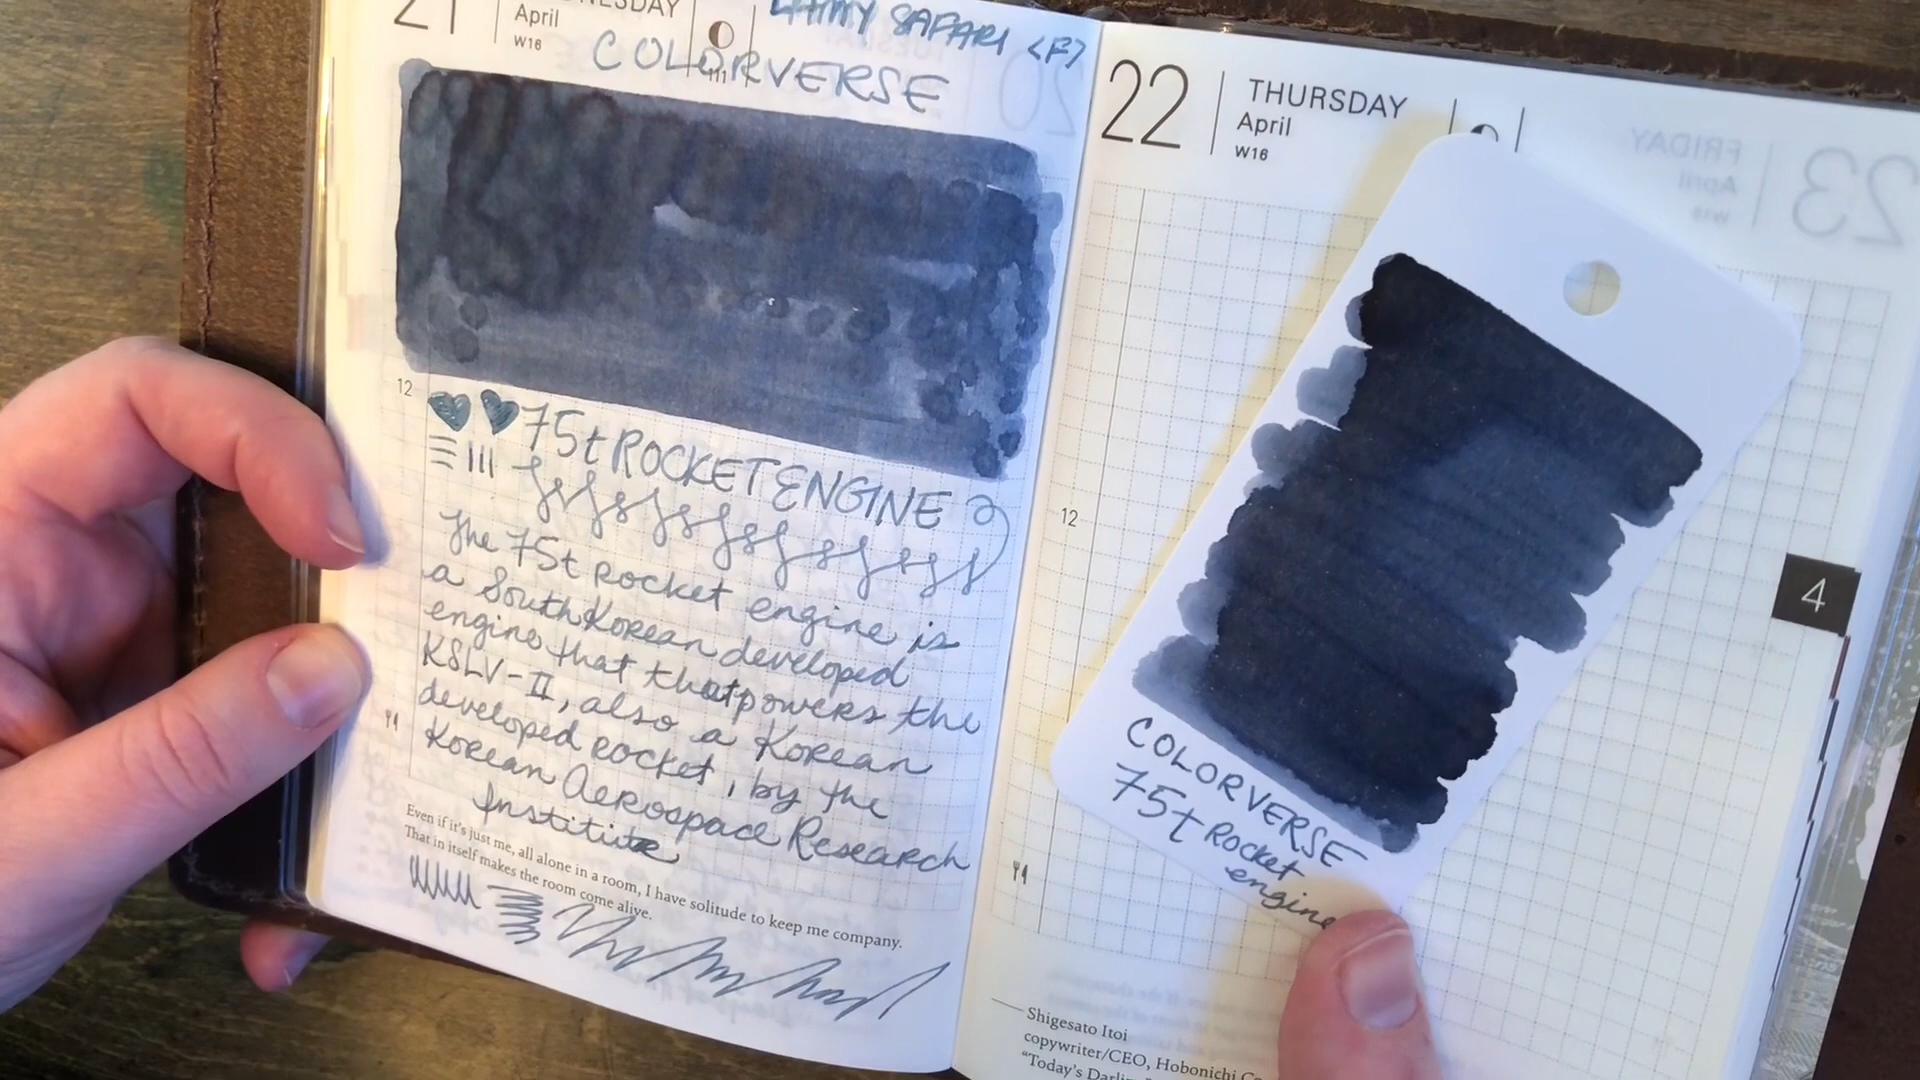 21
WEDNESDAY
April
W16
LAMY SAFARI <F>
COLORVERSE
12
75t ROCKET ENGINE
The 75t Rocket engine is
a South Korean developed
engine that that powers the
KSLV-II, also a Korean
developed rocket, by the
Korean Aerospace Research
Institute
Even if it's just me, all alone in a room, I have solitude to keep me company.
That in itself makes the room come alive.
22
THURSDAY
April
W16
12
4
COLORVERSE
75t Rocket
engine
Shigesato Itoi
copywriter/CEO, Hobonichi
"Today's
FRIDAY
April
W16
23
20